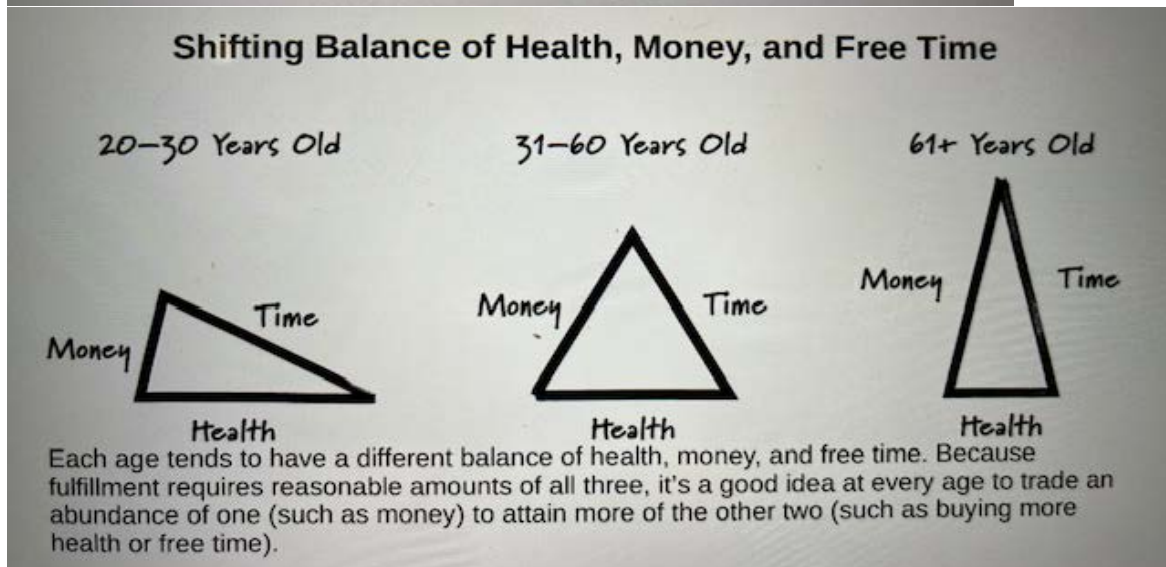 Shifting Balance of Health, Money, and Free Time
20–30 Years Old
31–60 Years Old
61+ Years Old
Money
Time
Health
Money
Time
Health
Money
Time
Health
Each age tends to have a different balance of health, money, and free time. Because
fulfillment requires reasonable amounts of all three, it's a good idea at every age to trade an
abundance of one (such as money) to attain more of the other two (such as buying more
health or free time).